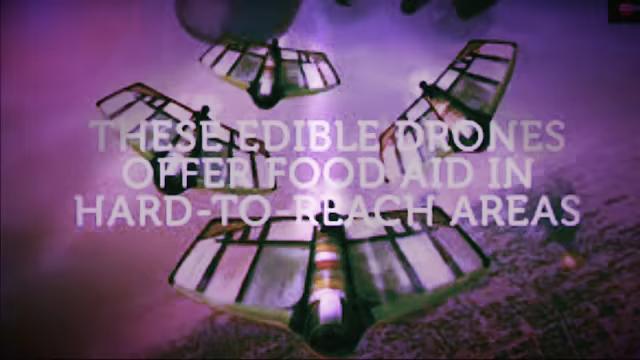 THESE EDIBLE DRONES
OFFER FOOD AID IN
HARD-TO-REACH AREAS